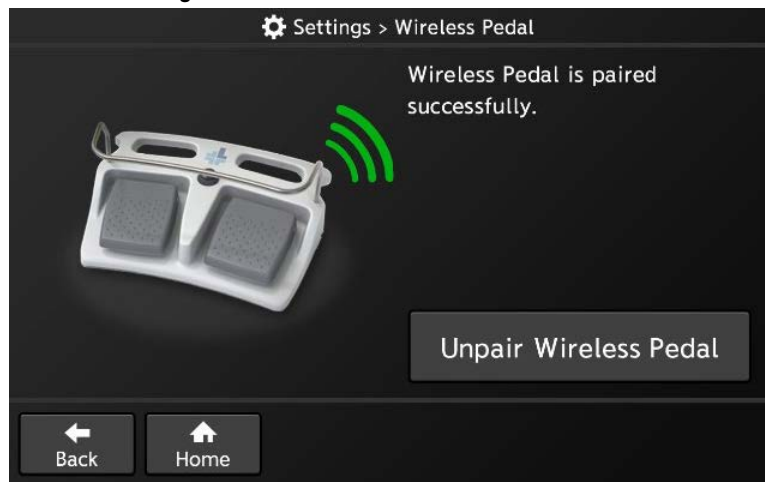 Settings > Wireless Pedal
Wireless Pedal is paired
successfully.
Unpair Wireless Pedal
Back
Home